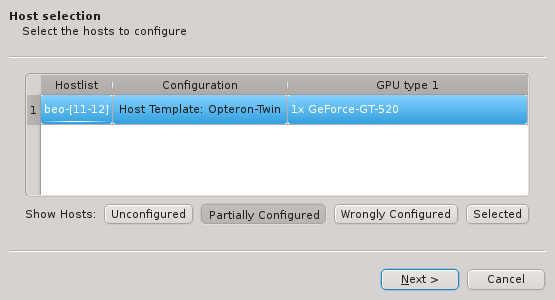 Host selection
Select the hosts to configure
Hostlist Configuration GPU type 1
1 beo-[11-12] Host Template: Opteron-Twin 1x GeForce-GT-520
Show Hosts: Unconfigured Partially Configured Wrongly Configured Selected
Next > Cancel